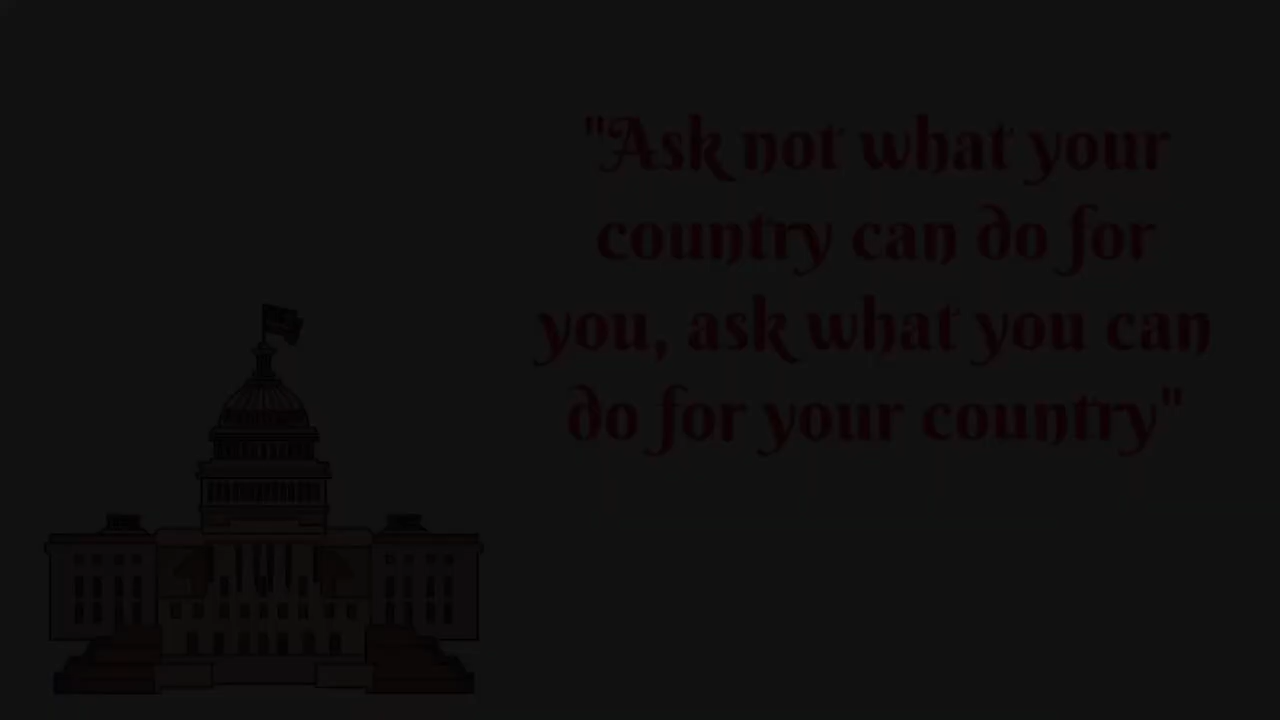 "Ask not what your
country can do for
you, ask what you can
do for your country"